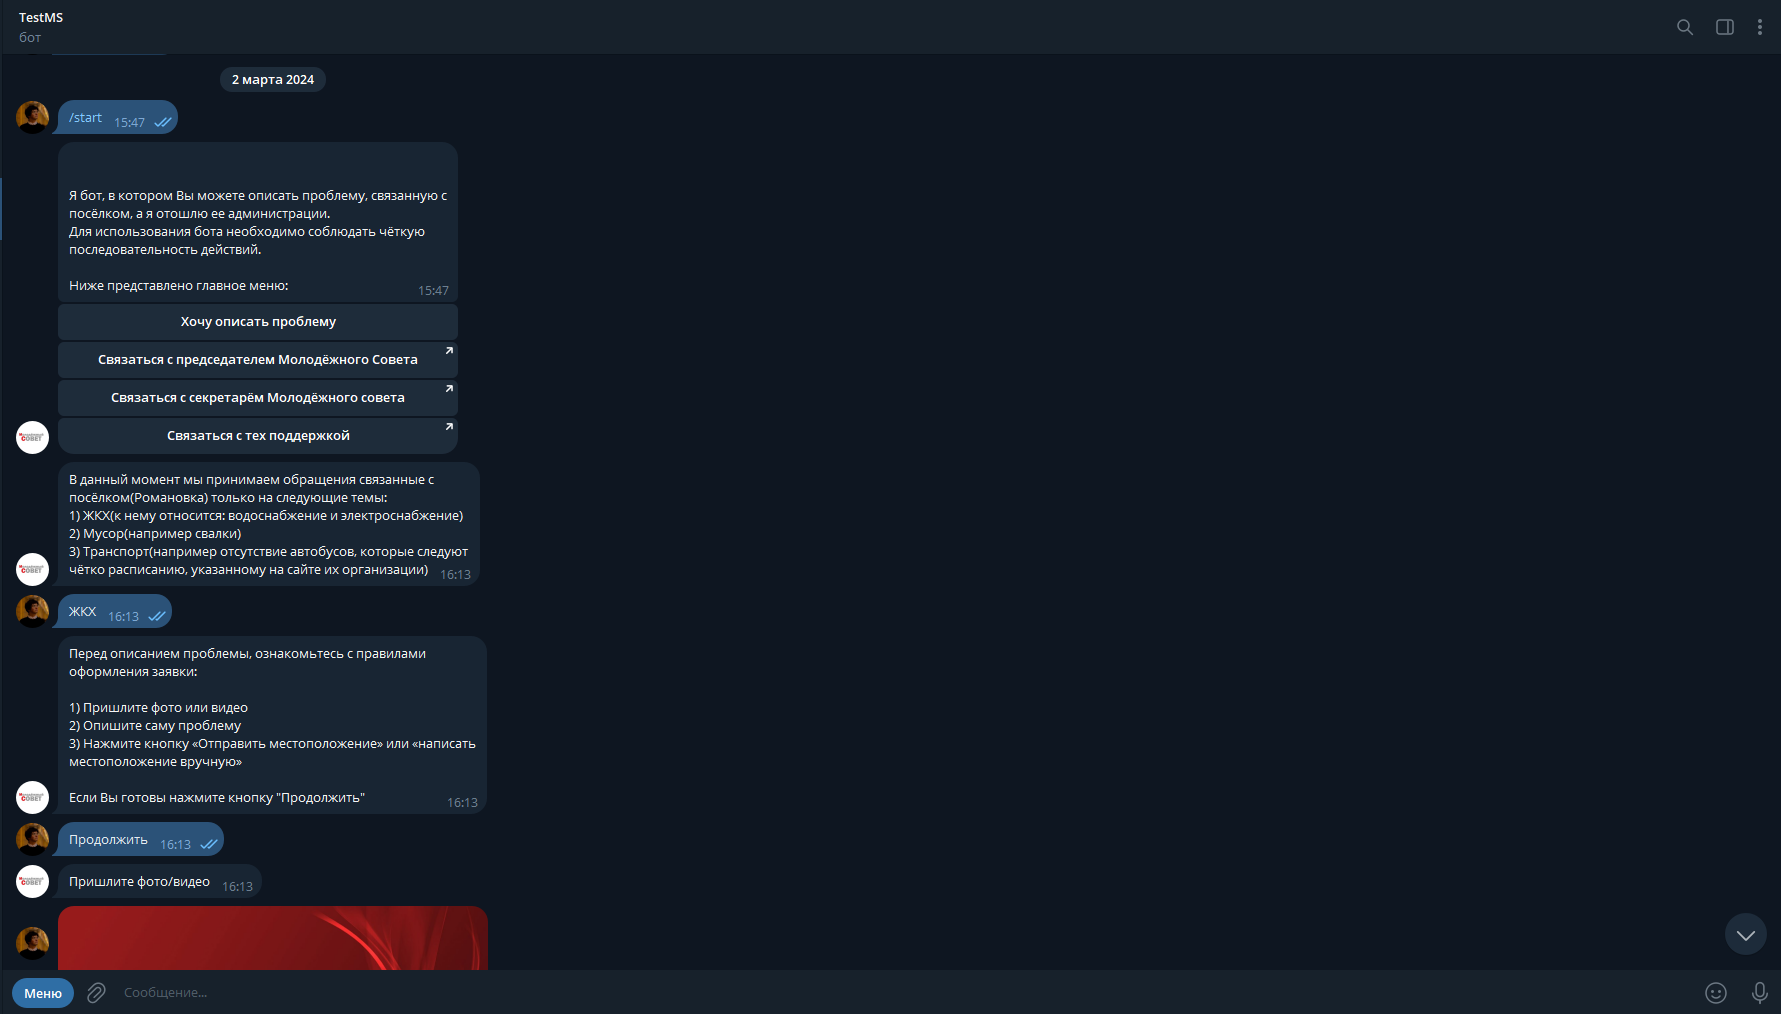 TestMS
бот
2 марта 2024
/start 15:47
Я бот, в котором Вы можете описать проблему, связанную с
посёлком, а я отошлю ее администрации.
Для использования бота необходимо соблюдать чёткую
последовательность действий.
Ниже представлено главное меню:
15:47
Хочу описать проблему
Связаться с председателем Молодёжного Совета
Связаться с секретарём Молодёжного совета
Связаться с тех поддержкой
СОВЕТ
В данный момент мы принимаем обращения связанные с
посёлком(Романовка) только на следующие темы:
1) ЖКХ(к нему относится: водоснабжение и электроснабжение)
2) Мусор(например свалки)
3) Транспорт(например отсутствие автобусов, которые следуют
чётко расписанию, указанному на сайте их организации) 16:13
СОВЕТ
ЖКХ 16:13
Перед описанием проблемы, ознакомьтесь с правилами
оформления заявки:
1) Пришлите фото или видео
2) Опишите саму проблему
3) Нажмите кнопку «Отправить местоположение» или «написать
местоположение вручную»
Если Вы готовы нажмите кнопку "Продолжить" 16:13
СОВЕТ
Продолжить 16:13
СОВЕТ
Пришлите фото/видео 16:13
Меню
Сообщение...